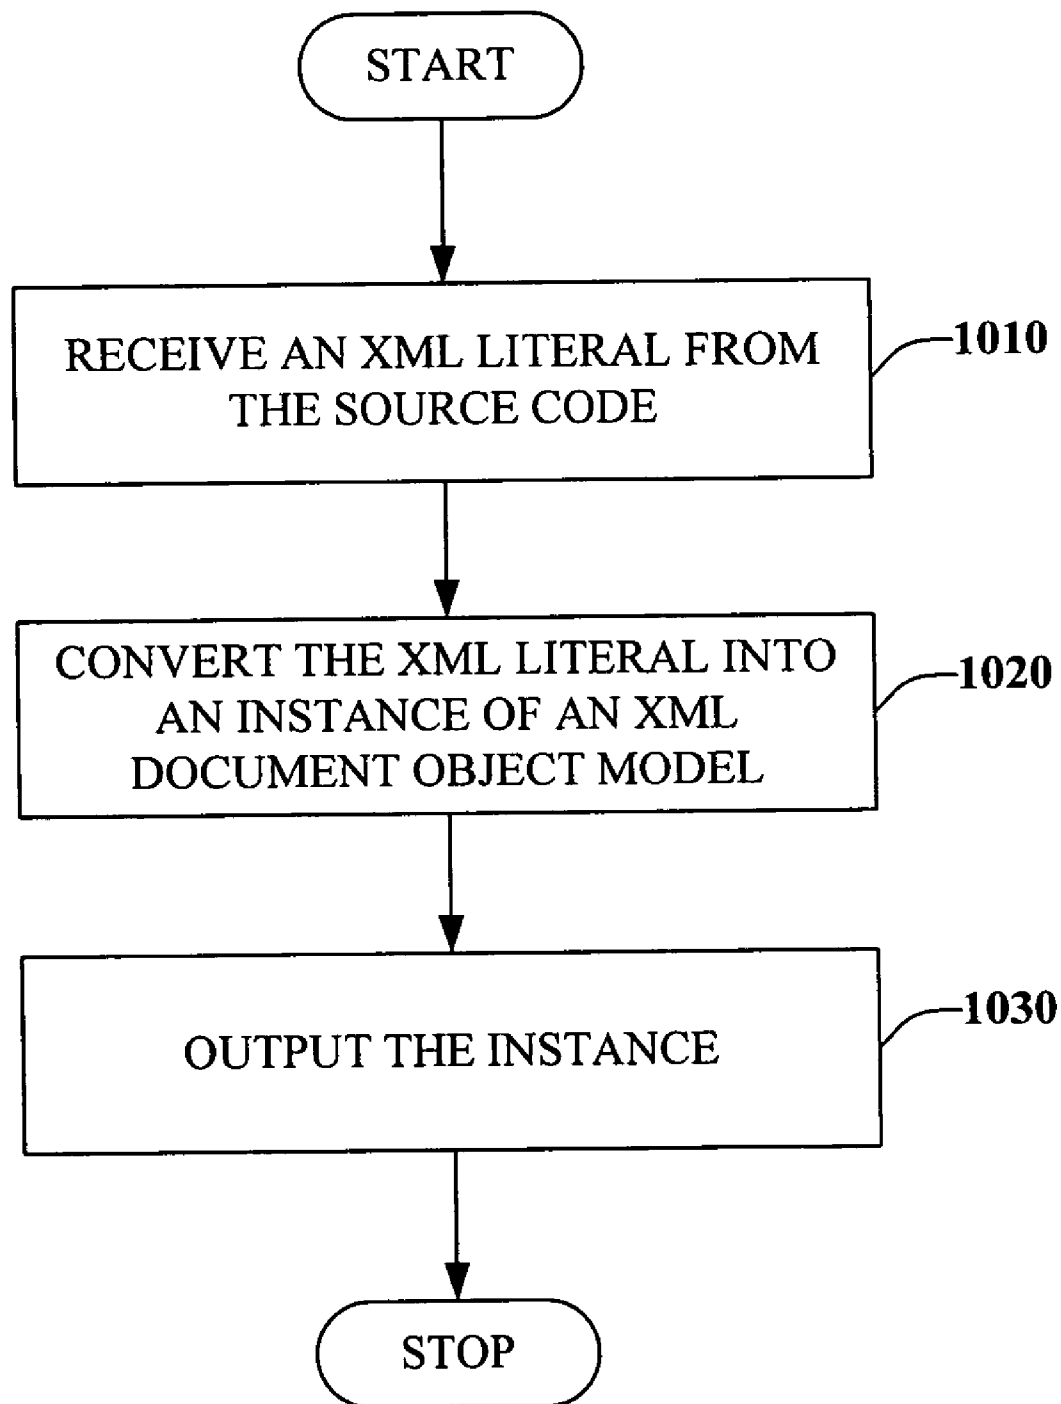 START
RECEIVE AN XML LITERAL FROM
THE SOURCE CODE
1010
CONVERT THE XML LITERAL INTO
AN INSTANCE OF AN XML
DOCUMENT OBJECT MODEL
1020
OUTPUT THE INSTANCE
1030
STOP